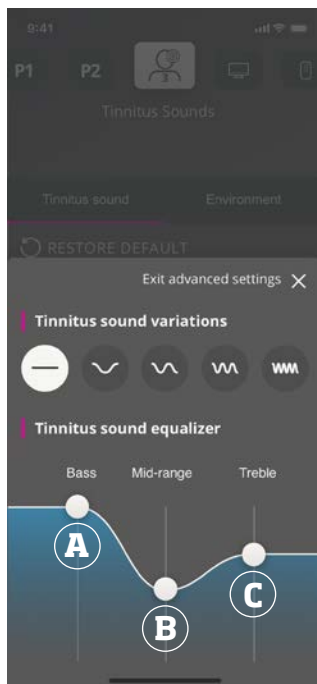 9:41
P1 P2 3
Tinnitus Sounds
Tinnitus sound Environment
RESTORE DEFAULT
Exit advanced settings
Tinnitus sound variations
Tinnitus sound equalizer
Bass Mid-range Treble
A
C
B